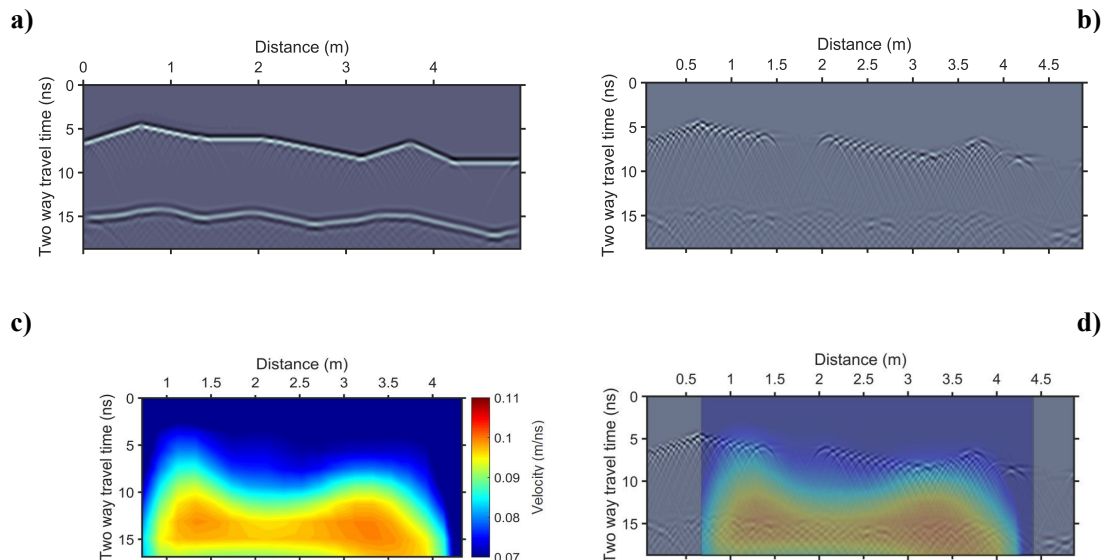 a)
b)
Distance (m)
0 1 2 3 4
Two way travel time (ns)
0
5
10
15
Distance (m)
0.5 1 1.5 2 2.5 3 3.5 4 4.5
Two way travel time (ns)
0
5
10
15
c)
d)
Distance (m)
1 1.5 2 2.5 3 3.5 4
Two way travel time (ns)
0
5
10
15
0.11
0.1
0.09
0.08
0.07
Velocity (m/ns)
Distance (m)
0.5 1 1.5 2 2.5 3 3.5 4 4.5
Two way travel time (ns)
0
5
10
15